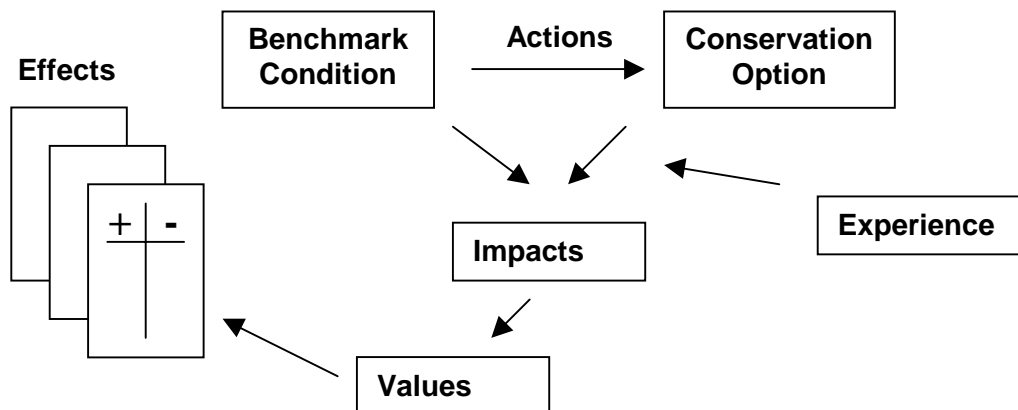 Benchmark
Condition
Actions
Conservation
Option
Effects
+ -
Impacts
Experience
Values